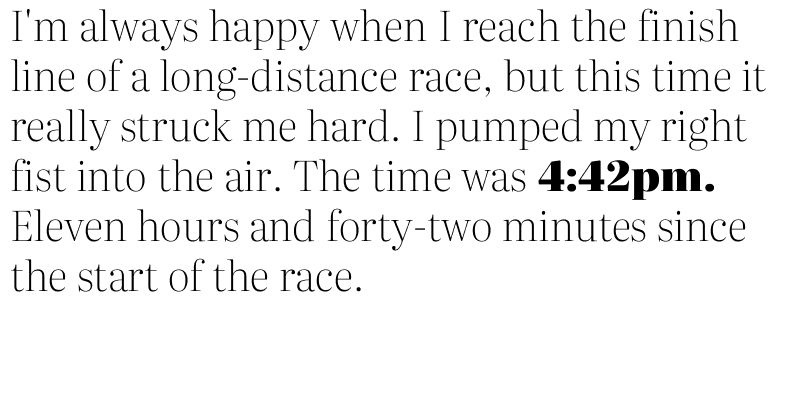 I'm always happy when I reach the finish
line of a long-distance race, but this time it
really struck me hard. I pumped my right
fist into the air. The time was 4:42pm.
Eleven hours and forty-two minutes since
the start of the race.